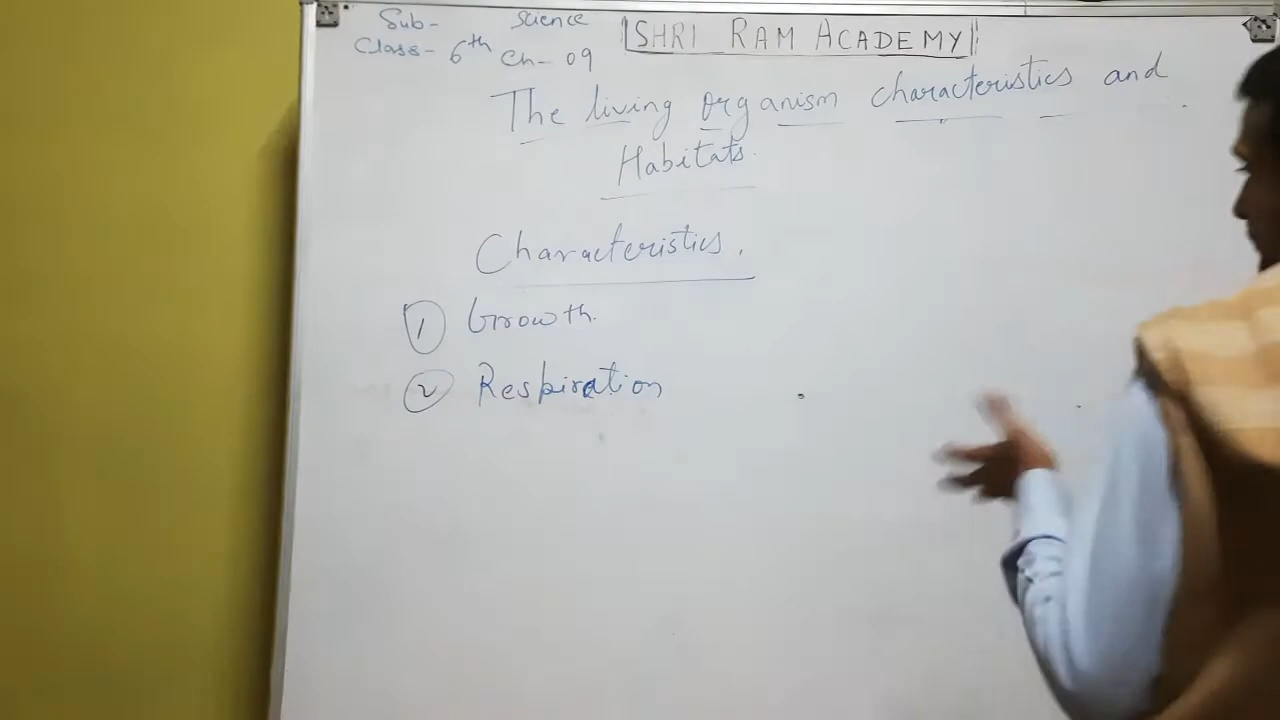 Sub- science
Class- 6th Ch- 09
SHRI RAM ACADEMY
The living organism characteristics and
Habitats.
Characteristics.
1 Growth.
2 Respiration